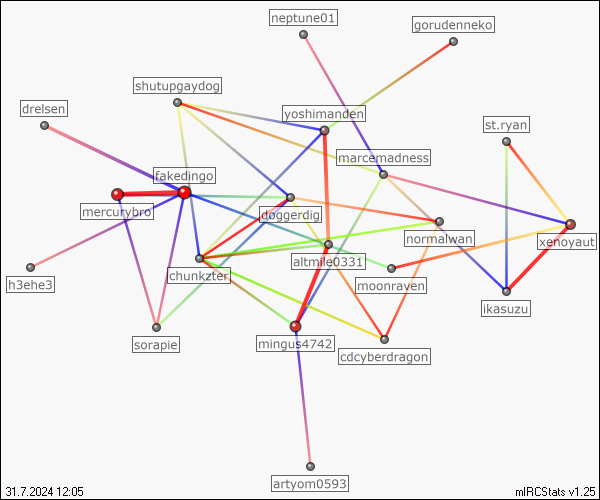 neptune01
gorudenneko
shutupgaydog
drelsen
yoshimanden
st.ryan
marcemadness
fakedingo
mercurybro
doggerdig
normalwan
xenoyaut
altmile0331
chunkzter
moonraven
h3ehe3
ikasuzu
sorapie
mingus4742
cdcyberdragon
artyom0593
31.7.2024 12:05
mIRCStats v1.25